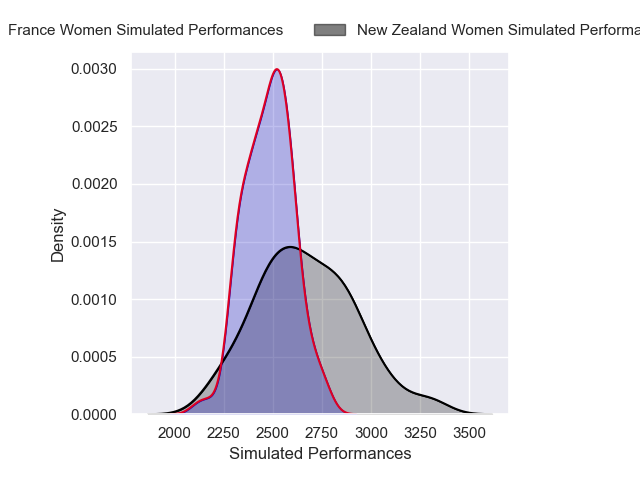 France Women Simulated Performances New Zealand Women Simulated Performa
0.0030
0.0025
0.0020
0.0015
0.0010
0.0005
0.0000
Density
2000 2250 2500 2750 3000 3250 3500
Simulated Performances